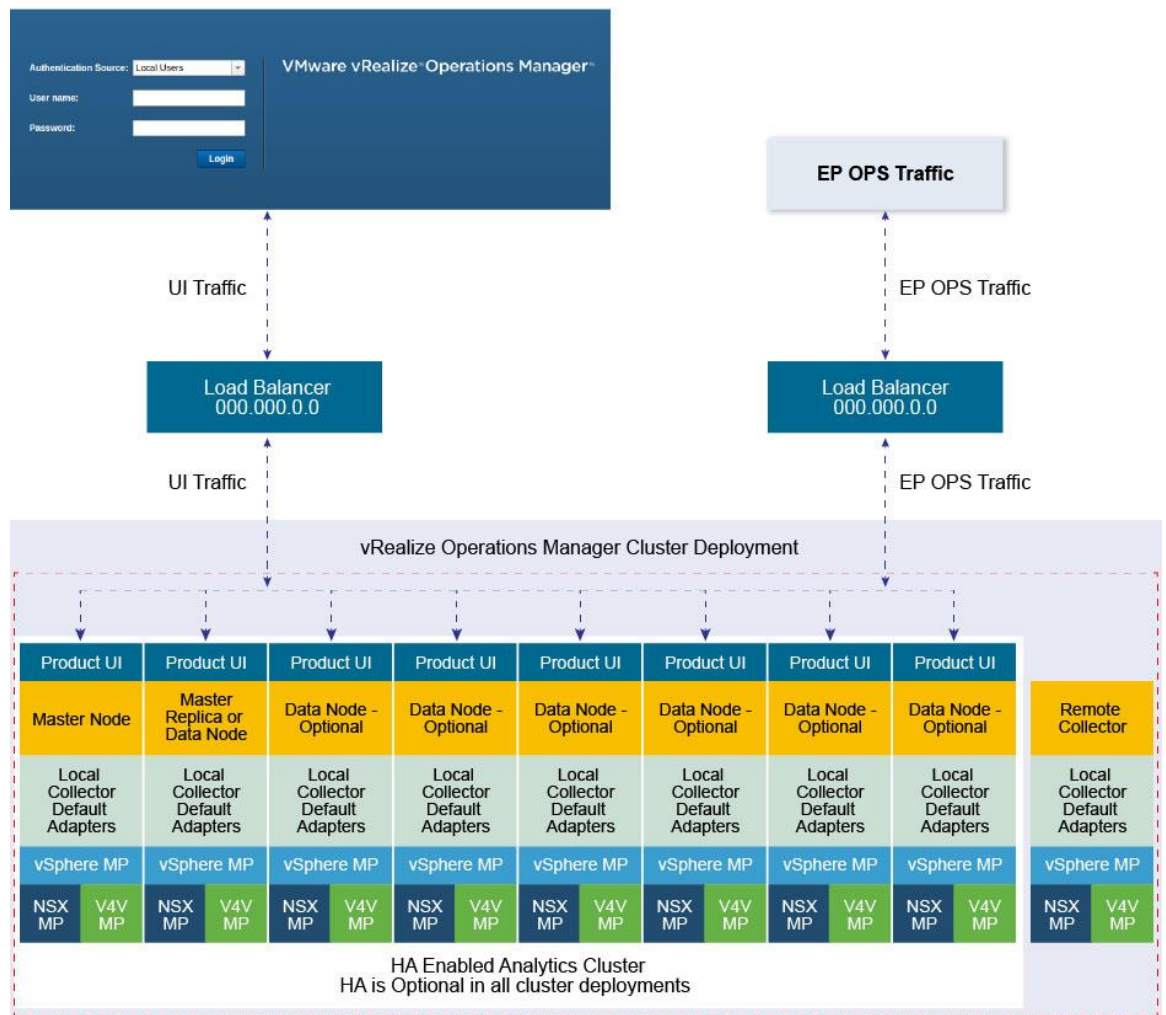 Authentication Source: Local Users
VMware vRealize™ Operations Manager™
User name:
Password:
Login
EP OPS Traffic
UI Traffic
EP OPS Traffic
Load Balancer
000.000.0.0
Load Balancer
000.000.0.0
UI Traffic
EP OPS Traffic
vRealize Operations Manager Cluster Deployment
Product UI
Product UI
Product UI
Product UI
Product UI
Product UI
Product UI
Product UI
Master Node
Master
Replica or
Data Node
Data Node -
Optional
Data Node -
Optional
Data Node -
Optional
Data Node -
Optional
Data Node -
Optional
Data Node -
Optional
Remote
Collector
Local
Collector
Default
Adapters
Local
Collector
Default
Adapters
Local
Collector
Default
Adapters
Local
Collector
Default
Adapters
Local
Collector
Default
Adapters
Local
Collector
Default
Adapters
Local
Collector
Default
Adapters
Local
Collector
Default
Adapters
Local
Collector
Default
Adapters
vSphere MP
vSphere MP
vSphere MP
vSphere MP
vSphere MP
vSphere MP
vSphere MP
vSphere MP
vSphere MP
NSX
MP
V4V
MP
NSX
MP
V4V
MP
NSX
MP
V4V
MP
NSX
MP
V4V
MP
NSX
MP
V4V
MP
NSX
MP
V4V
MP
NSX
MP
V4V
MP
NSX
MP
V4V
MP
NSX
MP
V4V
MP
HA Enabled Analytics Cluster
HA is Optional in all cluster deployments